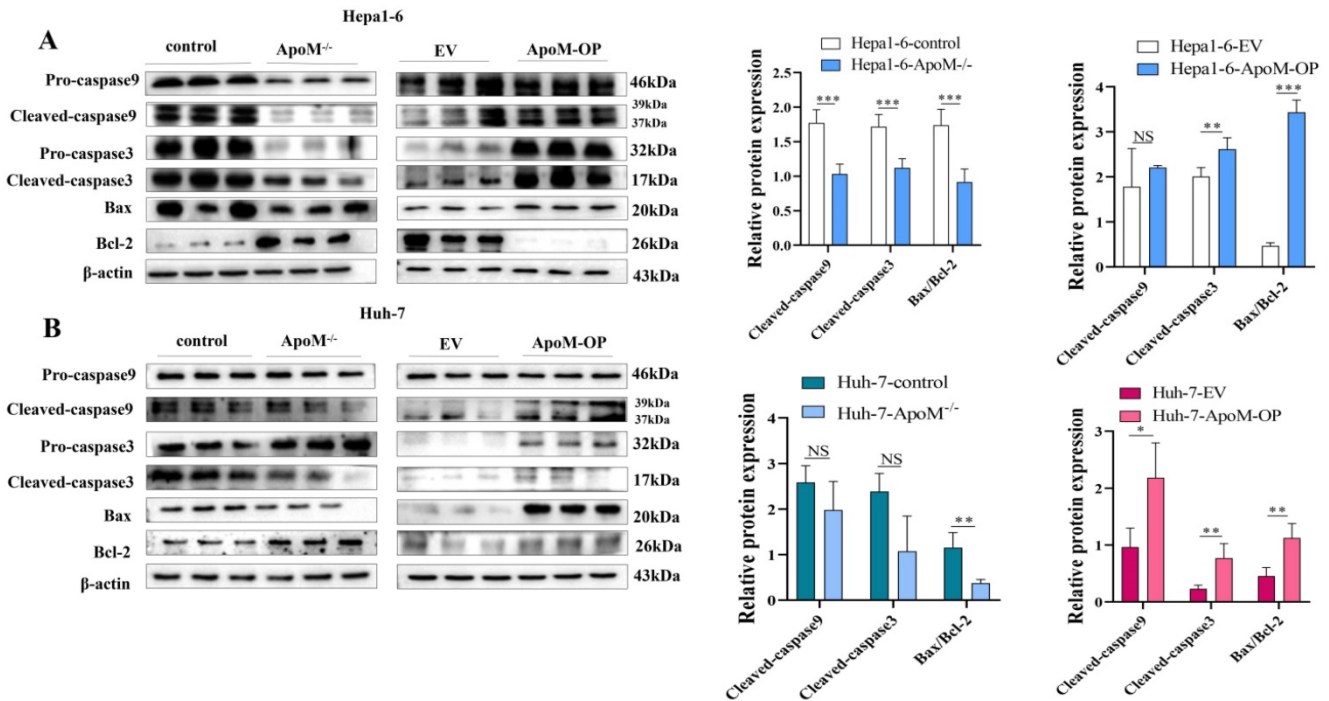 Hepa1-6
A
control ApoM-/- EV ApoM-OP
Pro-caspase9 46kDa
Cleaved-caspase9 39kDa
37kDa
Pro-caspase3 32kDa
Cleaved-caspase3 17kDa
Bax 20kDa
Bcl-2 26kDa
β-actin 43kDa
B
Huh-7
control ApoM-/- EV ApoM-OP
Pro-caspase9 46kDa
Cleaved-caspase9 39kDa
37kDa
Pro-caspase3 32kDa
Cleaved-caspase3 17kDa
Bax 20kDa
Bcl-2 26kDa
β-actin 43kDa
Hepa1-6-control
Hepa1-6-ApoM-/-
Relative protein expression
2.5
2.0
1.5
1.0
0.5
0.0
*** *** ***
Cleaved-caspase9
Cleaved-caspase3
Bax/Bcl-2
Hepa1-6-EV
Hepa1-6-ApoM-OP
Relative protein expression
4
3
2
1
0
NS ** ***
Cleaved-caspase9
Cleaved-caspase3
Bax/Bcl-2
Huh-7-control
Huh-7-ApoM-/-
Relative protein expression
4
3
2
1
0
NS NS **
Cleaved-caspase9
Cleaved-caspase3
Bax/Bcl-2
Huh-7-EV
Huh-7-ApoM-OP
Relative protein expression
3
2
1
0
* ** **
Cleaved-caspase9
Cleaved-caspase3
Bax/Bcl-2